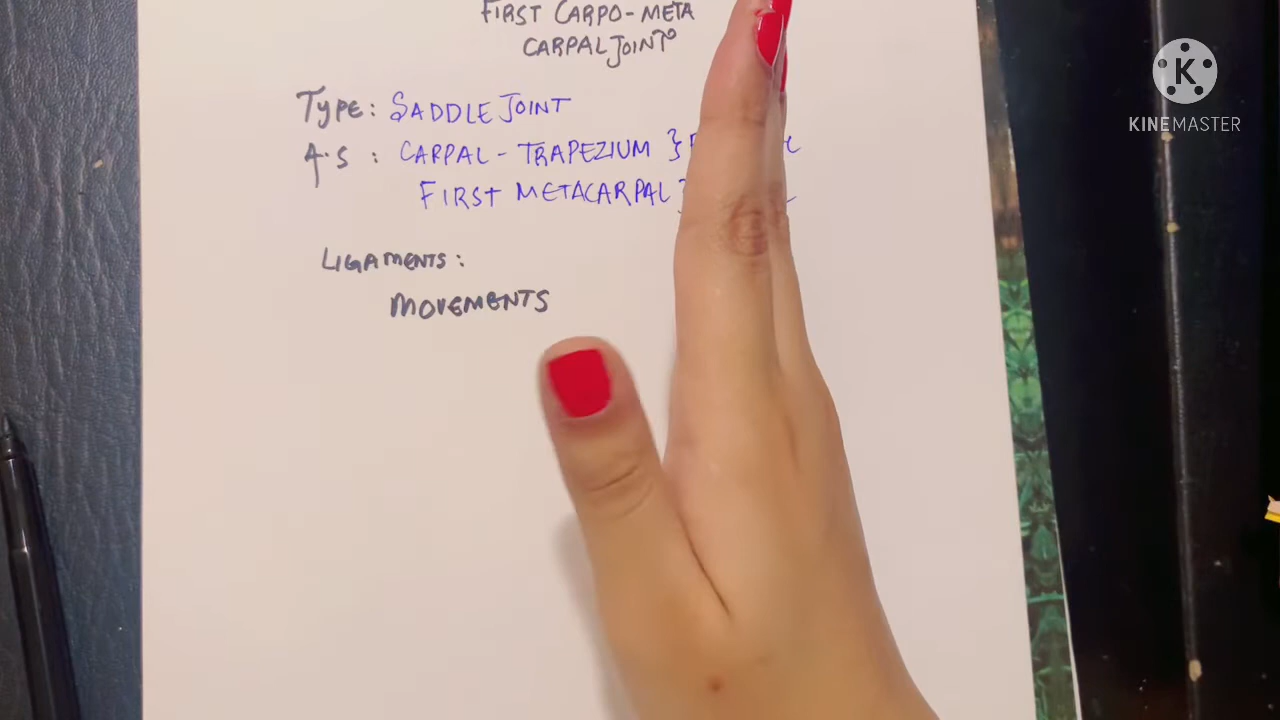 FIRST CARPO-META
CARPAL JOINT°
TYPE: SADDLE JOINT
A.S : CARPAL - TRAPEZIUM }
FIRST METACARPAL }
LIGAMENTS:
MOVEMENTS
K
KINEMASTER